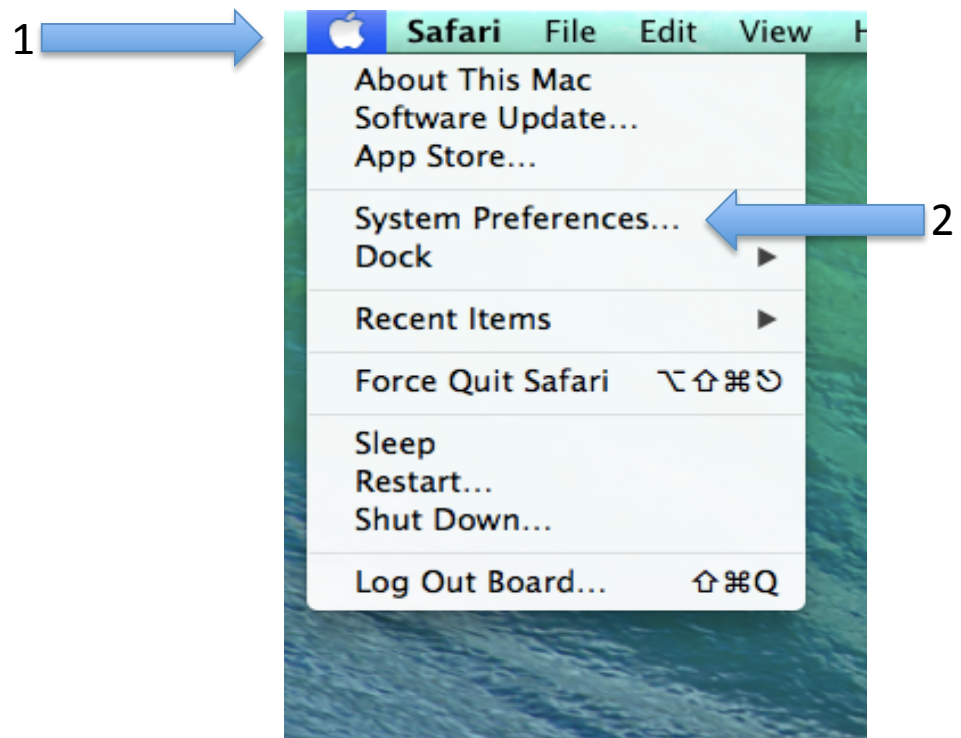 1
Safari File Edit View H
About This Mac
Software Update...
App Store...
System Preferences...
2
Dock ▶
Recent Items ▶
Force Quit Safari ⌥⇧⌘⎋
Sleep
Restart...
Shut Down...
Log Out Board... ⇧⌘Q